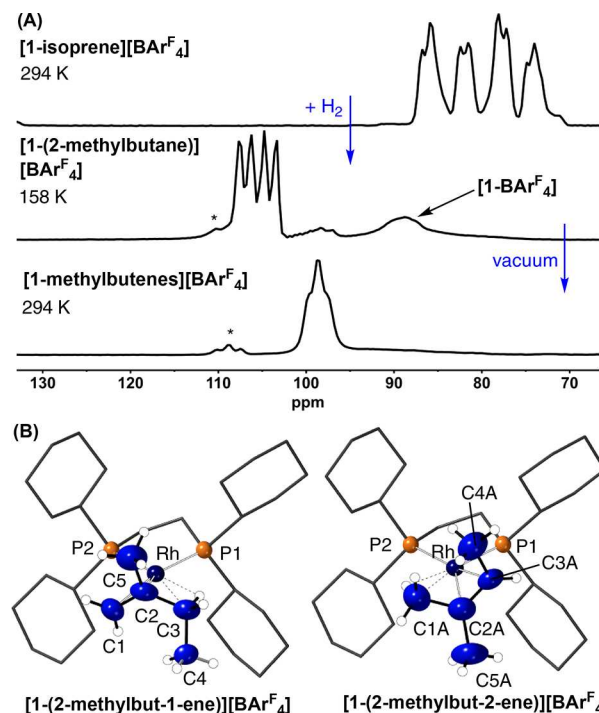 (A)
[1-isoprene][BArF4]
294 K
+ H2
[1-(2-methylbutane)]
[BArF4]
158 K
*
[1-BArF4]
vacuum
[1-methylbutenes][BArF4]
294 K
*
130 120 110 100 90 80 70
ppm
(B)
P2 Rh P1
C5
C2
C1
C3
C4
[1-(2-methylbut-1-ene)][BArF4]
C4A
P2 Rh P1
C3A
C1A C2A
C5A
[1-(2-methylbut-2-ene)][BArF4